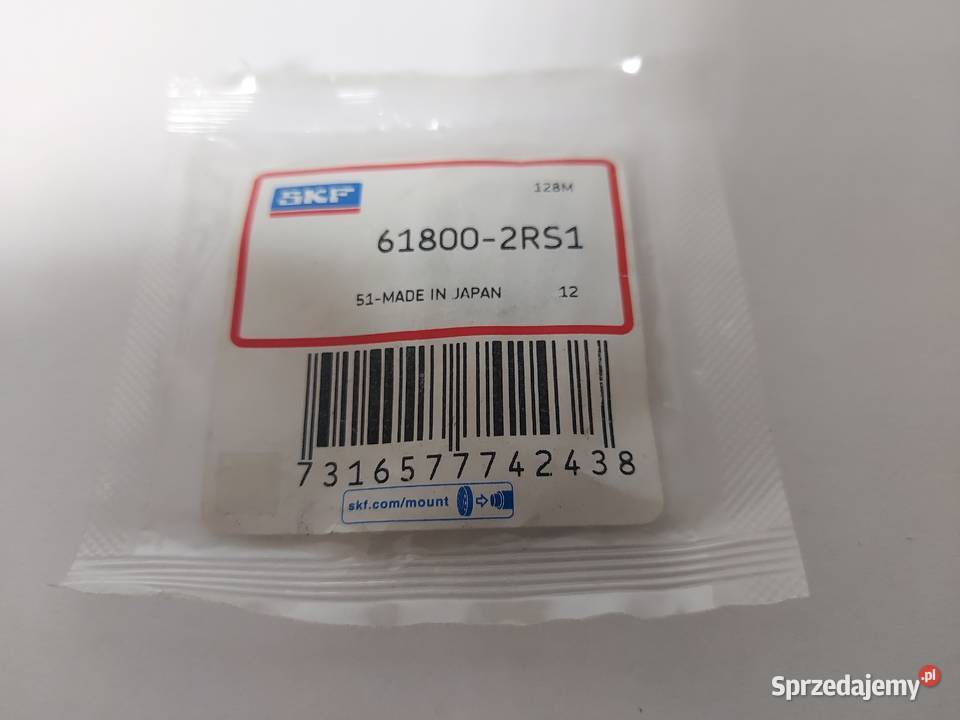 SKF
128M
61800-2RS1
51-MADE IN JAPAN 12
7316577742438
skf.com/mount
Sprzedajemy.pl